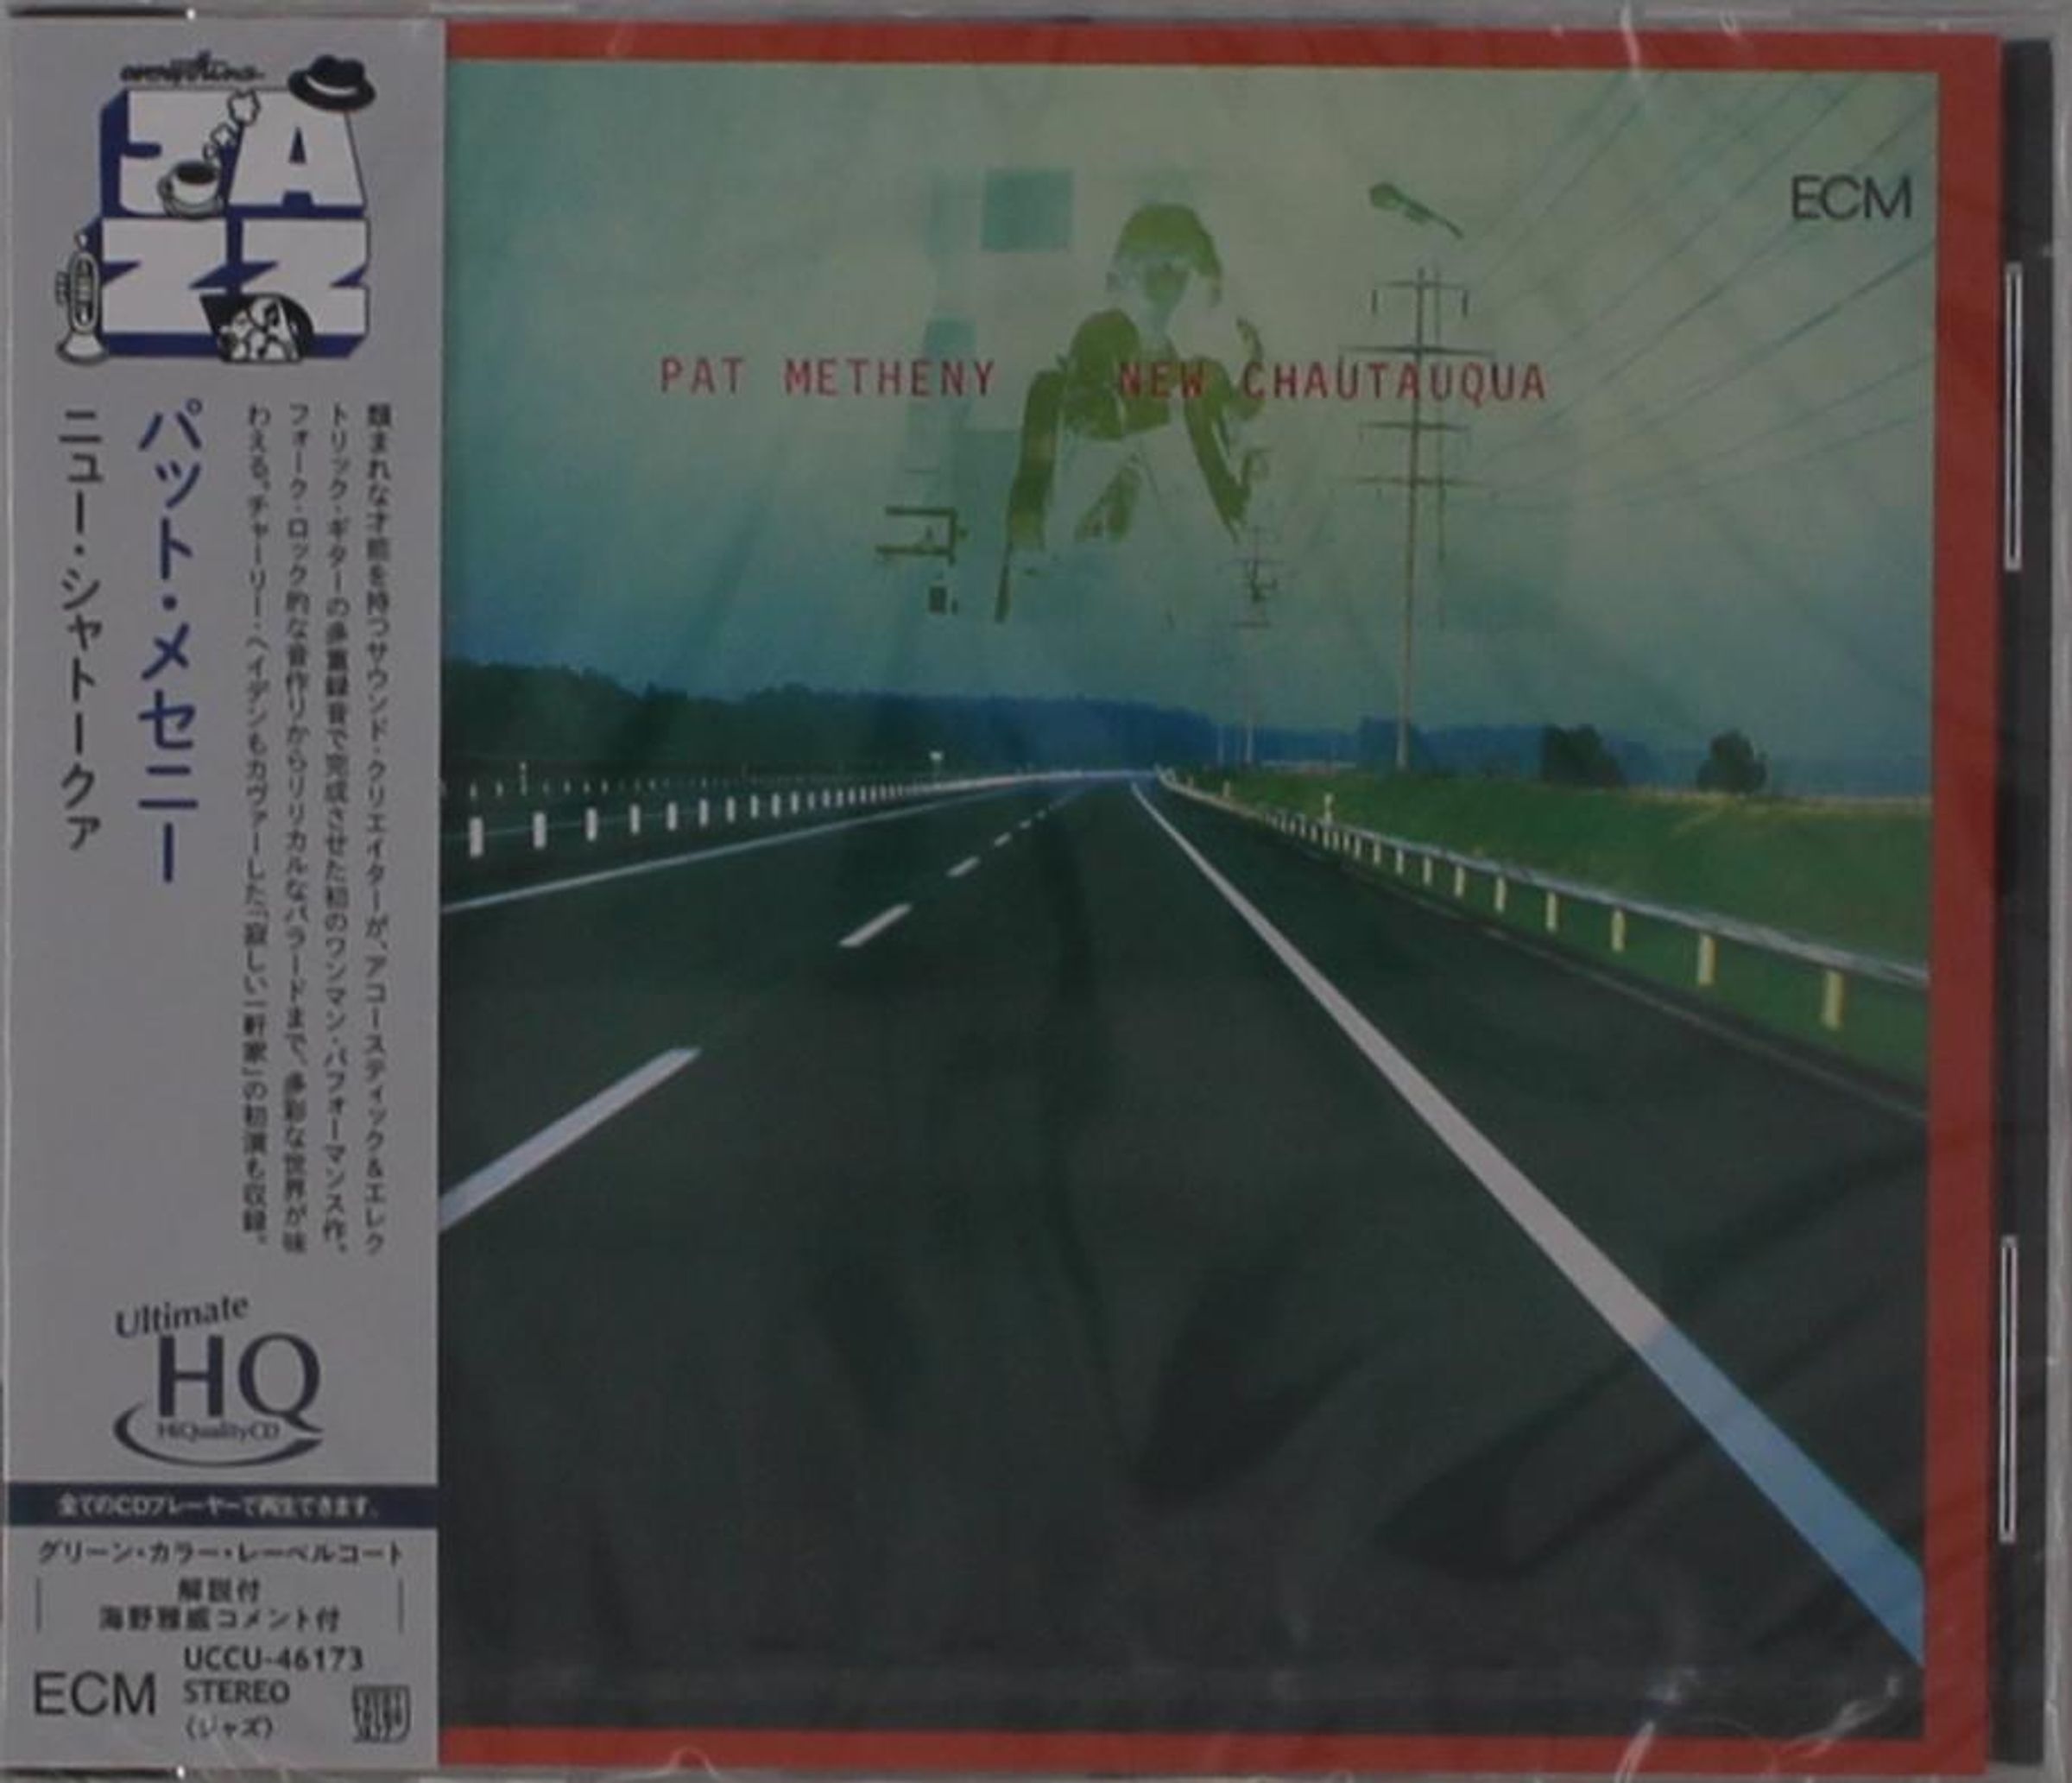 JAZZ
パット・メセニー
ニュー・シャトークァ
類まれな才能を持つサウンド・クリエイターが、アコースティック&エレク
トリック・ギターの多重録音で完成させた初のワンマン・パフォーマンス作。
フォーク・ロック的な音作りからリリカルなバラードまで、多彩な世界が味
わえる。チャーリー・ヘイデンもカヴァーした「寂しい一軒家」の初演も収録。
Ultimate
HQ
HiQualityCD
全てのCDプレーヤーで再生できます。
グリーン・カラー・レーベルコート
解説付
海野雅威コメント付
ECM
UCCU-46173
STEREO
(ジャズ)
ECM
PAT METHENY NEW CHAUTAUQUA